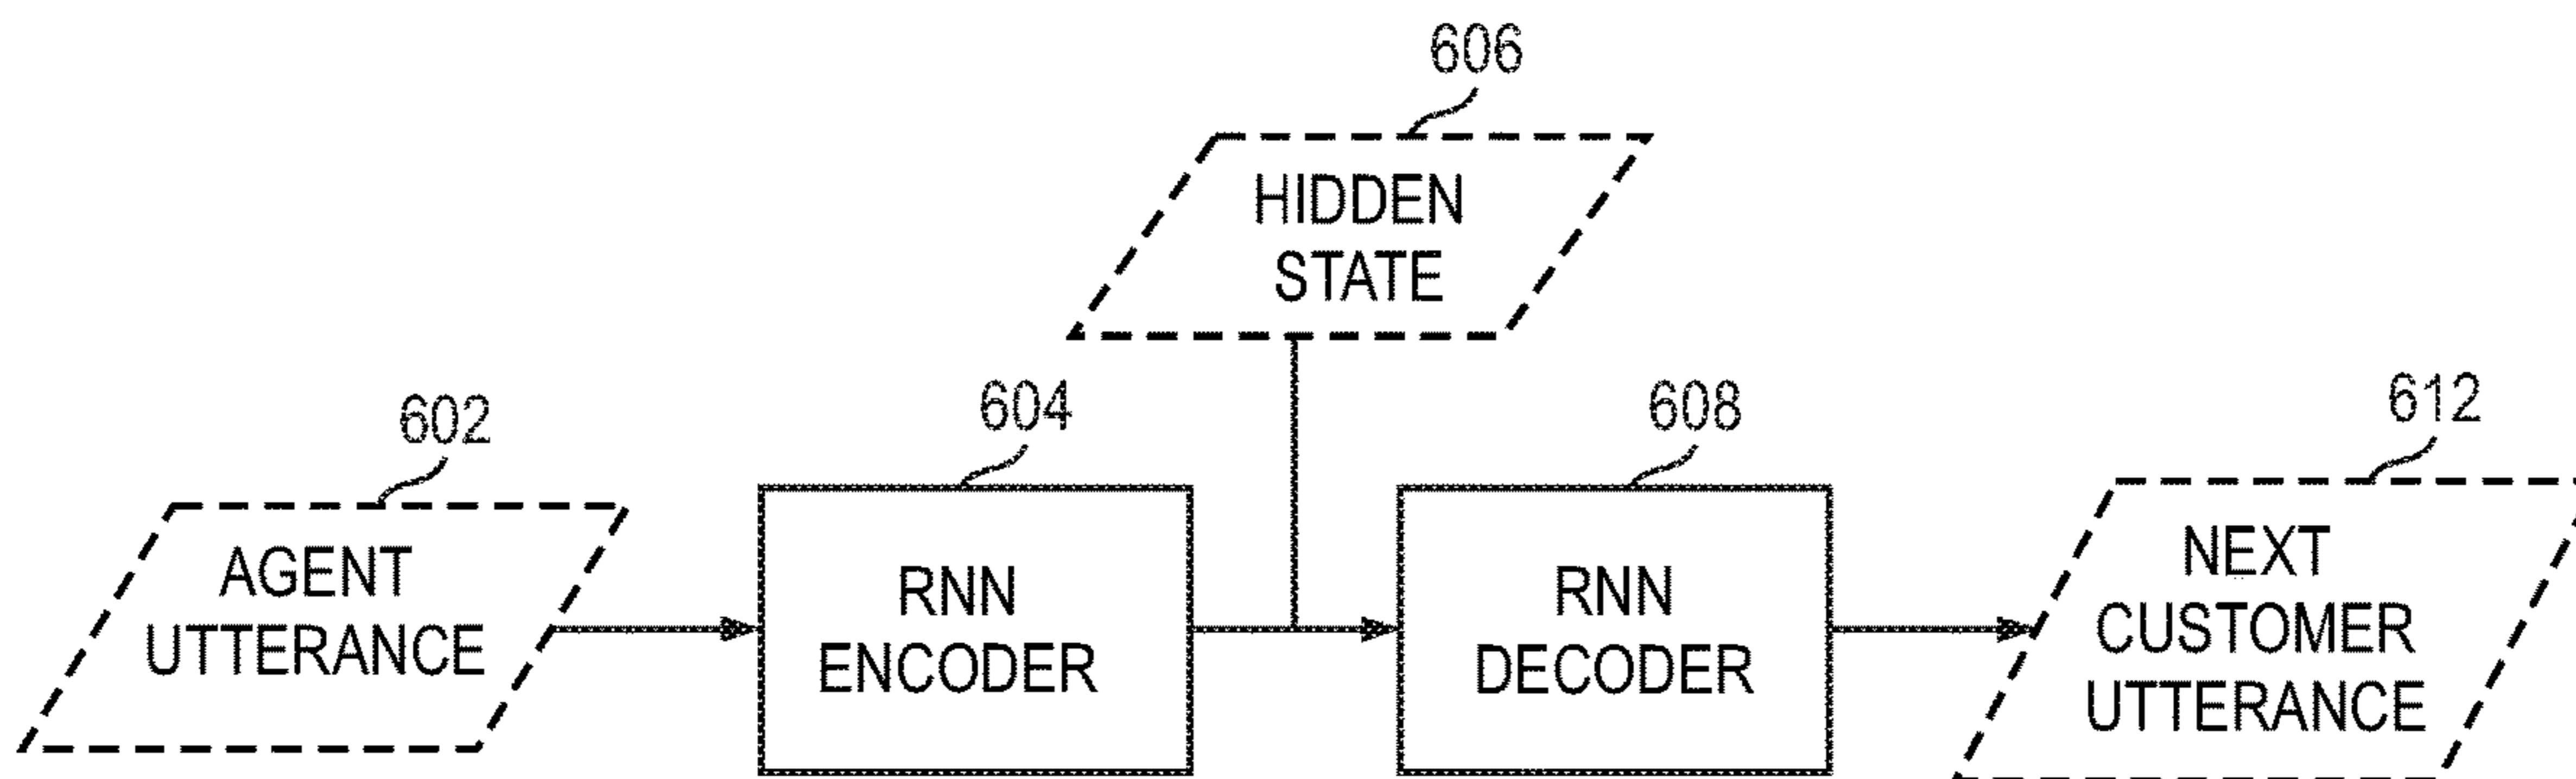 606
HIDDEN
STATE
602
AGENT
UTTERANCE
604
RNN
ENCODER
608
RNN
DECODER
612
NEXT
CUSTOMER
UTTERANCE